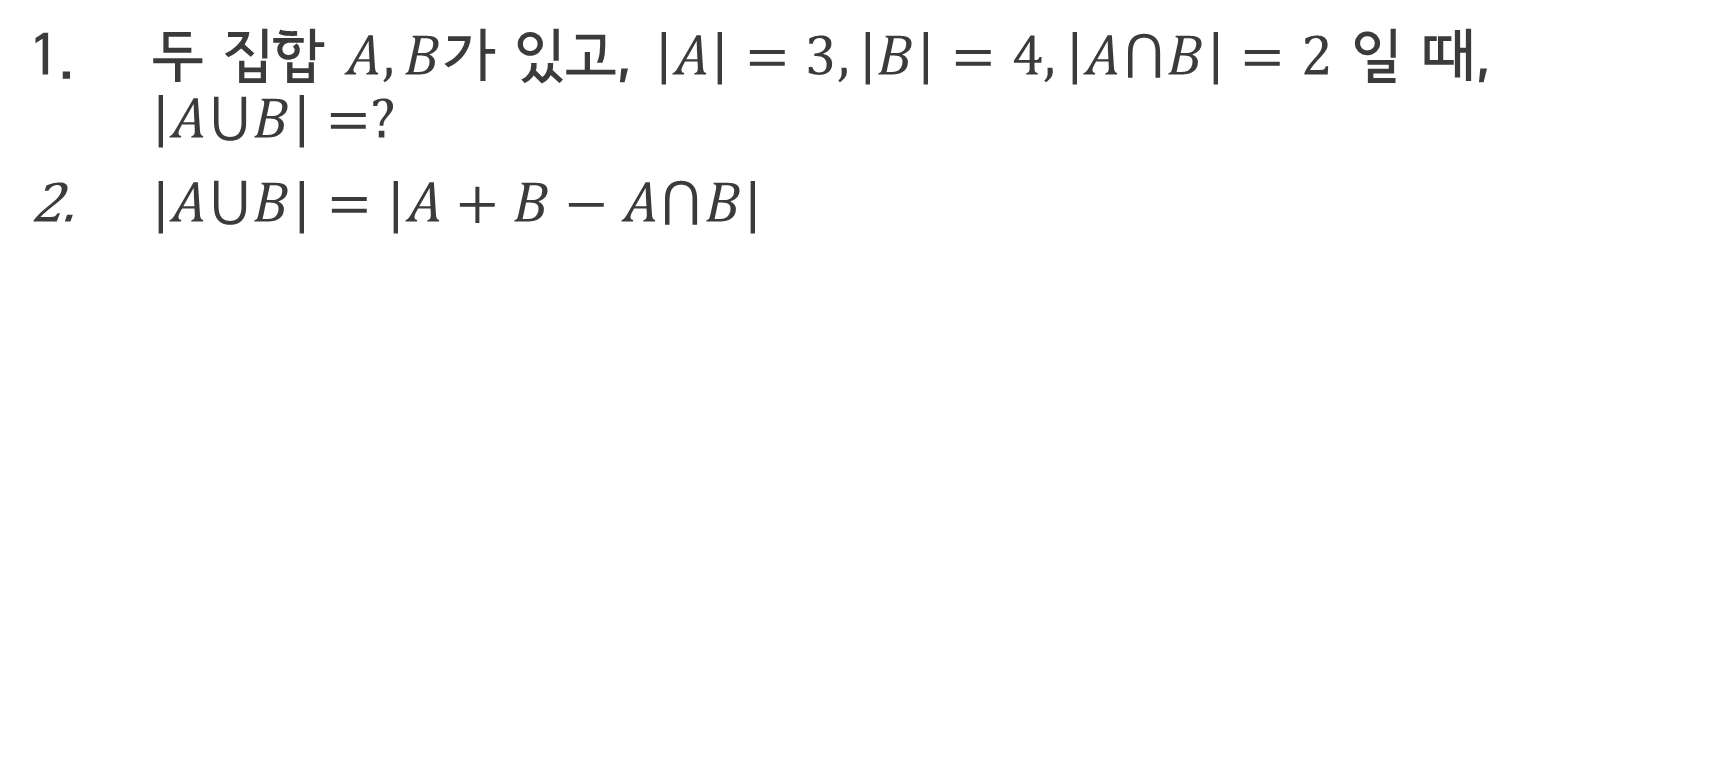 1. 두 집합 A, B가 있고, |A| = 3, |B| = 4, |A∩B| = 2 일 때,
|A∪B| =?
2. |A∪B| = |A + B − A∩B|